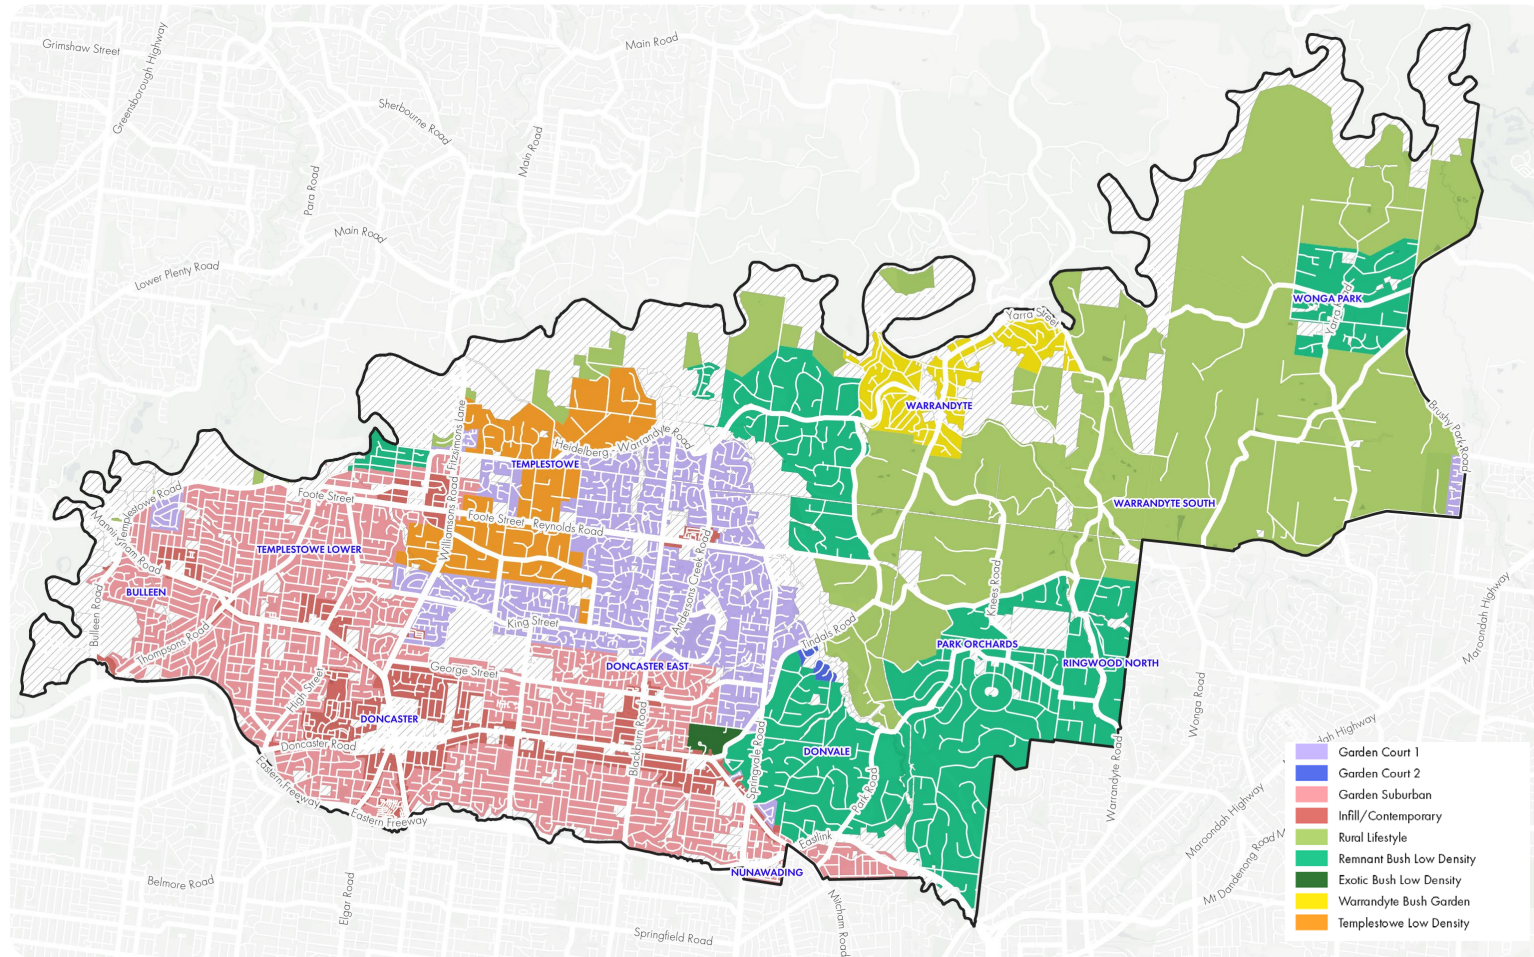 Grimshaw Street
Greensborough Highway
Main Road
Sherbourne Road
Main Road
Para Road
Main Road
Lower Plenty Road
Yarra Street
WONGA PARK
Yarra Road
WARRANDYTE
Brushy Park Road
Fitzsimons Lane
Heidelberg - Warrandyte Road
TEMPLESTOWE
Templestowe Road
Foote Street
WARRANDYTE SOUTH
Manningham Road
Williamsons Road
Foote Street
Reynolds Road
TEMPLESTOWE LOWER
Andersons Creek Road
BULLEEN
Knees Road
Bulleen Road
Maroondah Highway
King Street
Tindals Road
Thompsons Road
PARK ORCHARDS
DONCASTER EAST
RINGWOOD NORTH
George Street
High Street
Wonga Road
DONCASTER
Blackburn Road
Doncaster Road
Springvale Road
DONVALE
Warrandyte Road
dah Highway
Park Road
Eastern Freeway
Eastern Freeway
Maroondah Highway
Eastlink
Mt Dandenong Road M
NUNAWADING
Belmore Road
Elgar Road
Mitcham Road
Springfield Road
Garden Court 1
Garden Court 2
Garden Suburban
Infill/Contemporary
Rural Lifestyle
Remnant Bush Low Density
Exotic Bush Low Density
Warrandyte Bush Garden
Templestowe Low Density